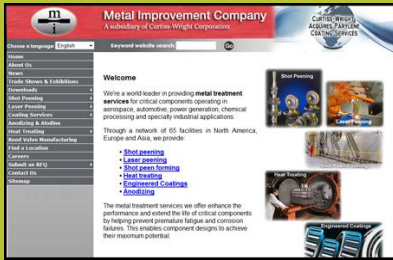 m
i
Metal Improvement Company
A subsidiary of Curtiss-Wright Corporation
CURTISS-WRIGHT
ACQUIRES PARYLENE
COATING SERVICES
Choose a language: English
Keyword website search
Go
Home
About Us
News
Trade Shows & Exhibitions
Downloads
Shot Peening
Laser Peening
Coating Services
Anodizing & Alodine
Heat Treating
Reed Valve Manufacturing
Find a Location
Careers
Submit an RFQ
Contact Us
Sitemap
Welcome
We're a world leader in providing metal treatment
services for critical components operating in
aerospace, automotive, power generation, chemical
processing and specialty industrial applications.
Through a network of 65 facilities in North America,
Europe and Asia, we provide:
• Shot peening
• Laser peening
• Shot peen forming
• Heat treating
• Engineered Coatings
• Anodizing
The metal treatment services we offer enhance the
performance and extend the life of critical components
by helping prevent premature fatigue and corrosion
failures. This enables component designs to achieve
their maximum potential.
Shot Peening
Laser Peening
Shot Peen Forming
Heat Treating
Engineered Coatings